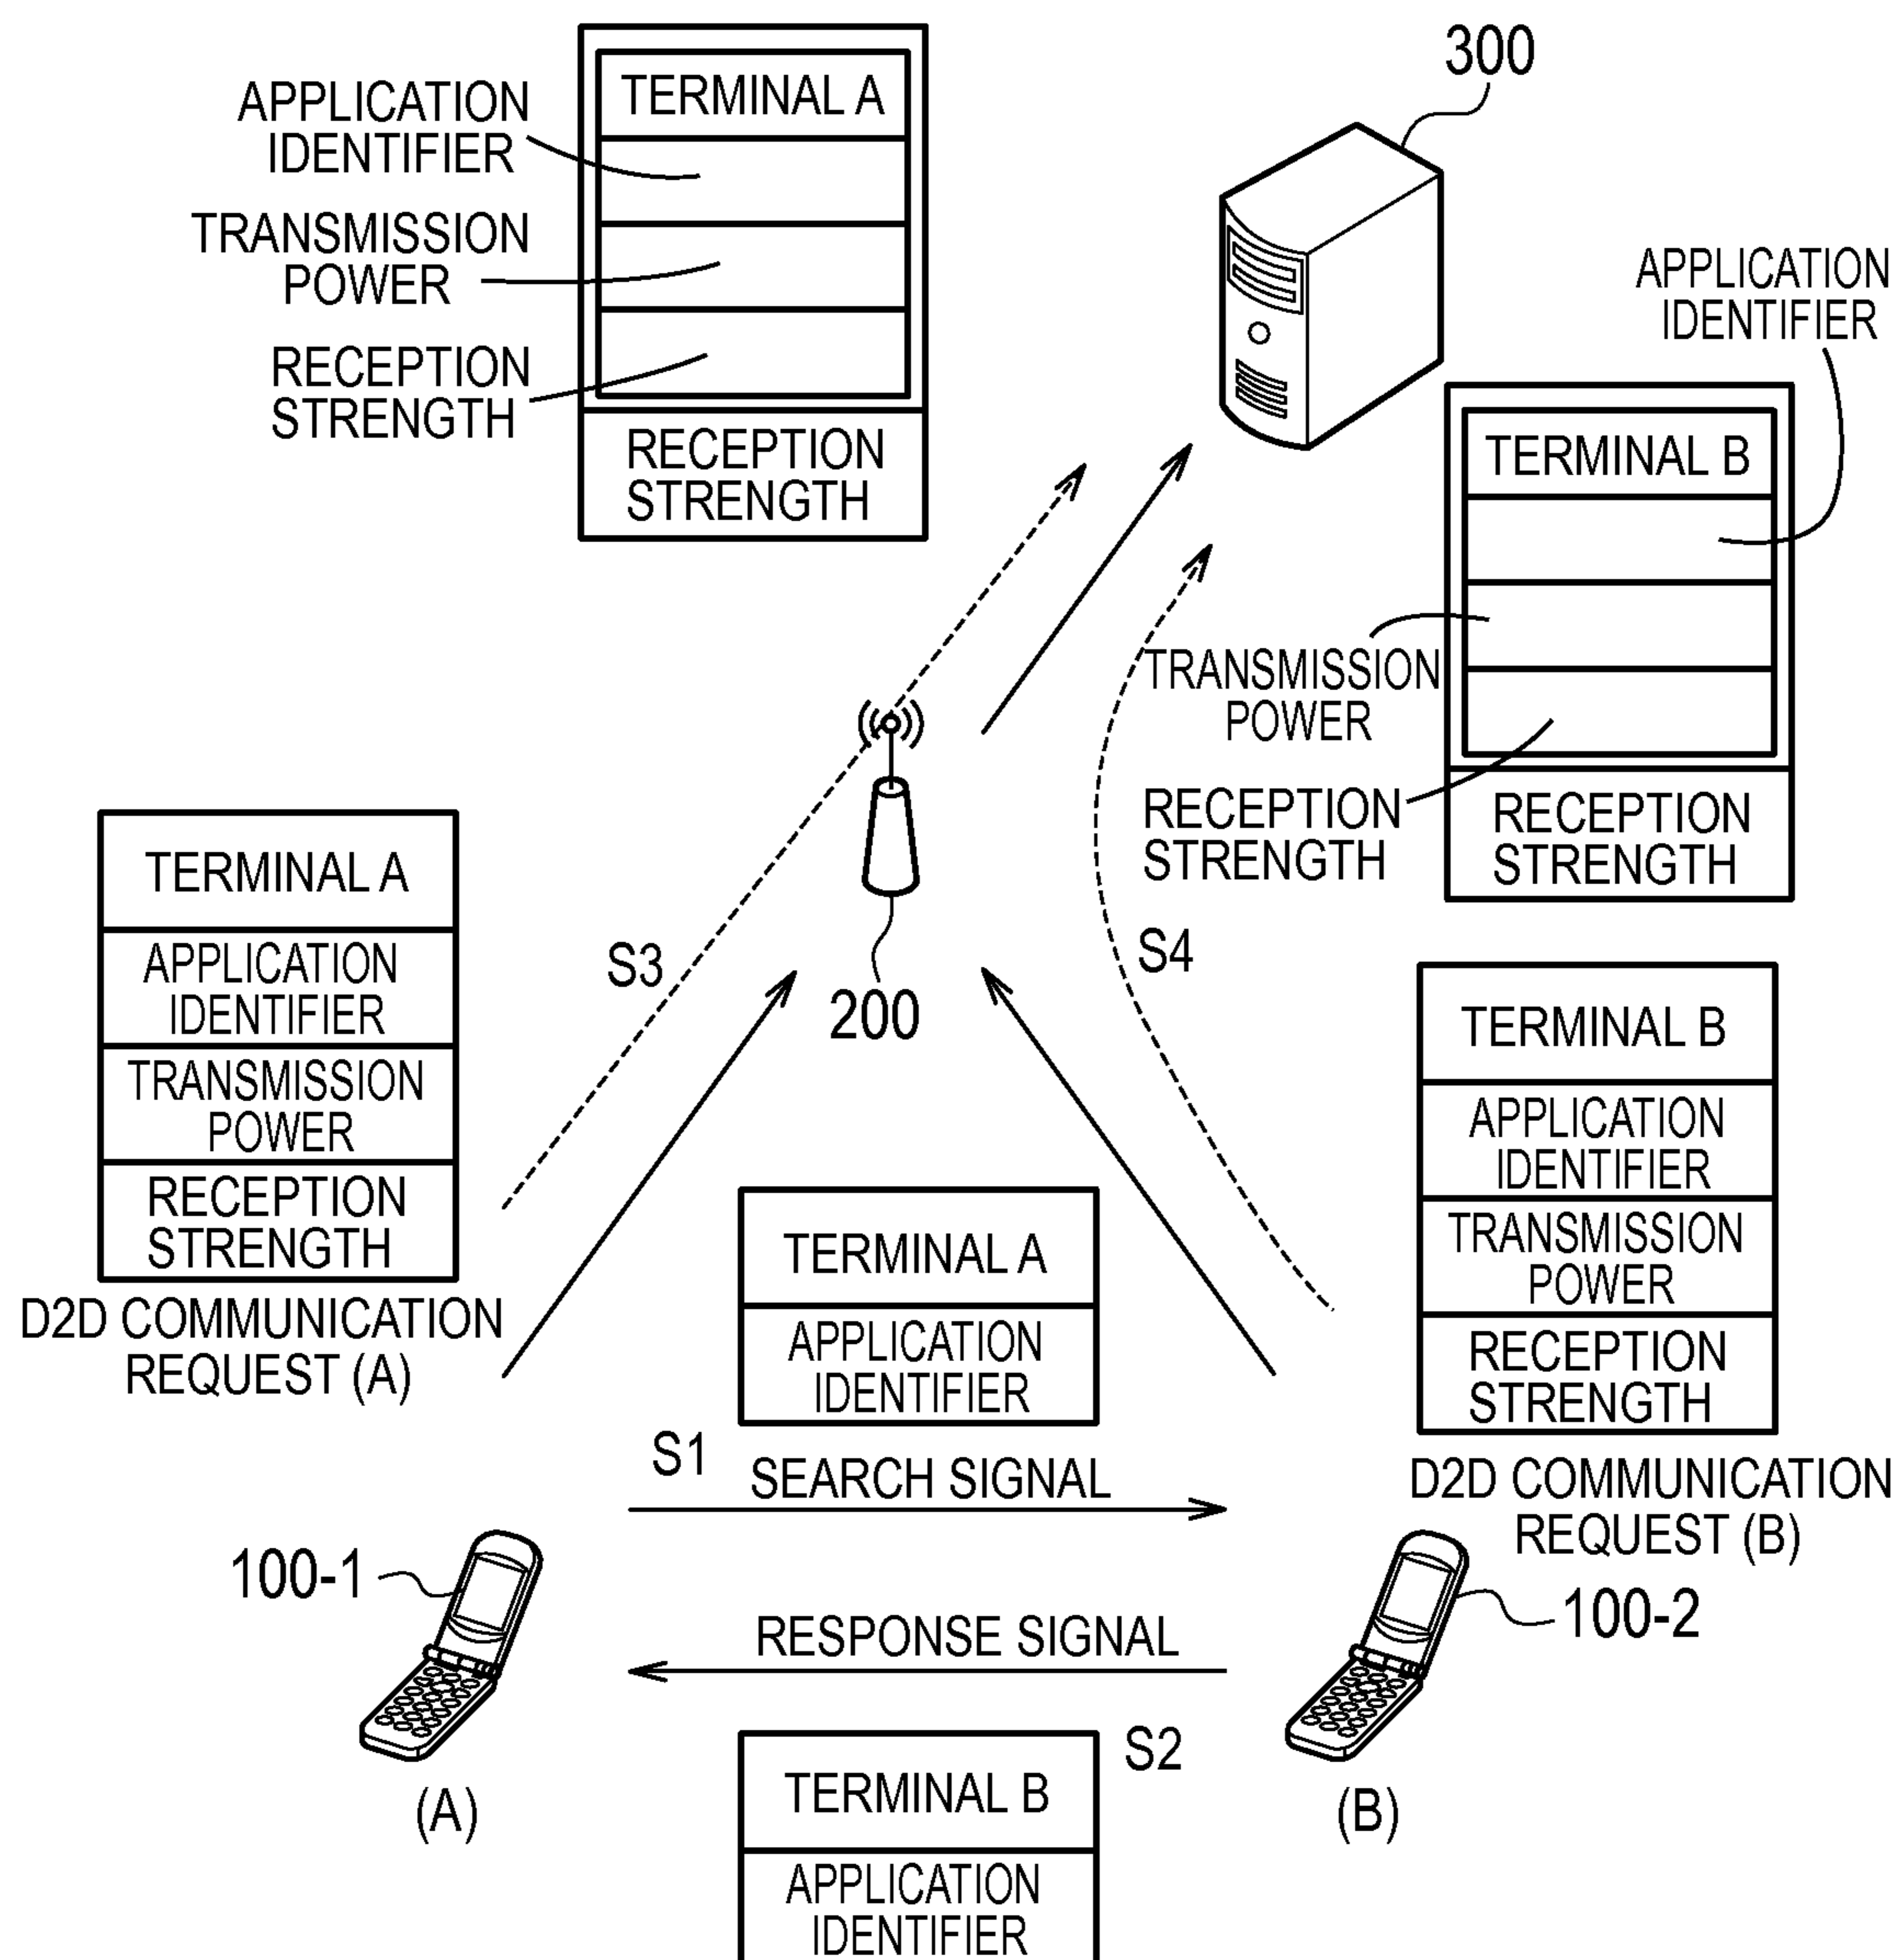 300
TERMINAL A
APPLICATION
IDENTIFIER
TRANSMISSION
POWER
RECEPTION
STRENGTH
RECEPTION
STRENGTH
APPLICATION
IDENTIFIER
TERMINAL B
TRANSMISSION
POWER
RECEPTION
STRENGTH
RECEPTION
STRENGTH
TERMINAL A
APPLICATION
IDENTIFIER
TRANSMISSION
POWER
RECEPTION
STRENGTH
D2D COMMUNICATION
REQUEST (A)
S3
200
S4
TERMINAL B
APPLICATION
IDENTIFIER
TRANSMISSION
POWER
RECEPTION
STRENGTH
D2D COMMUNICATION
REQUEST (B)
TERMINAL A
APPLICATION
IDENTIFIER
S1
SEARCH SIGNAL
100-1
100-2
RESPONSE SIGNAL
S2
(A)
(B)
TERMINAL B
APPLICATION
IDENTIFIER